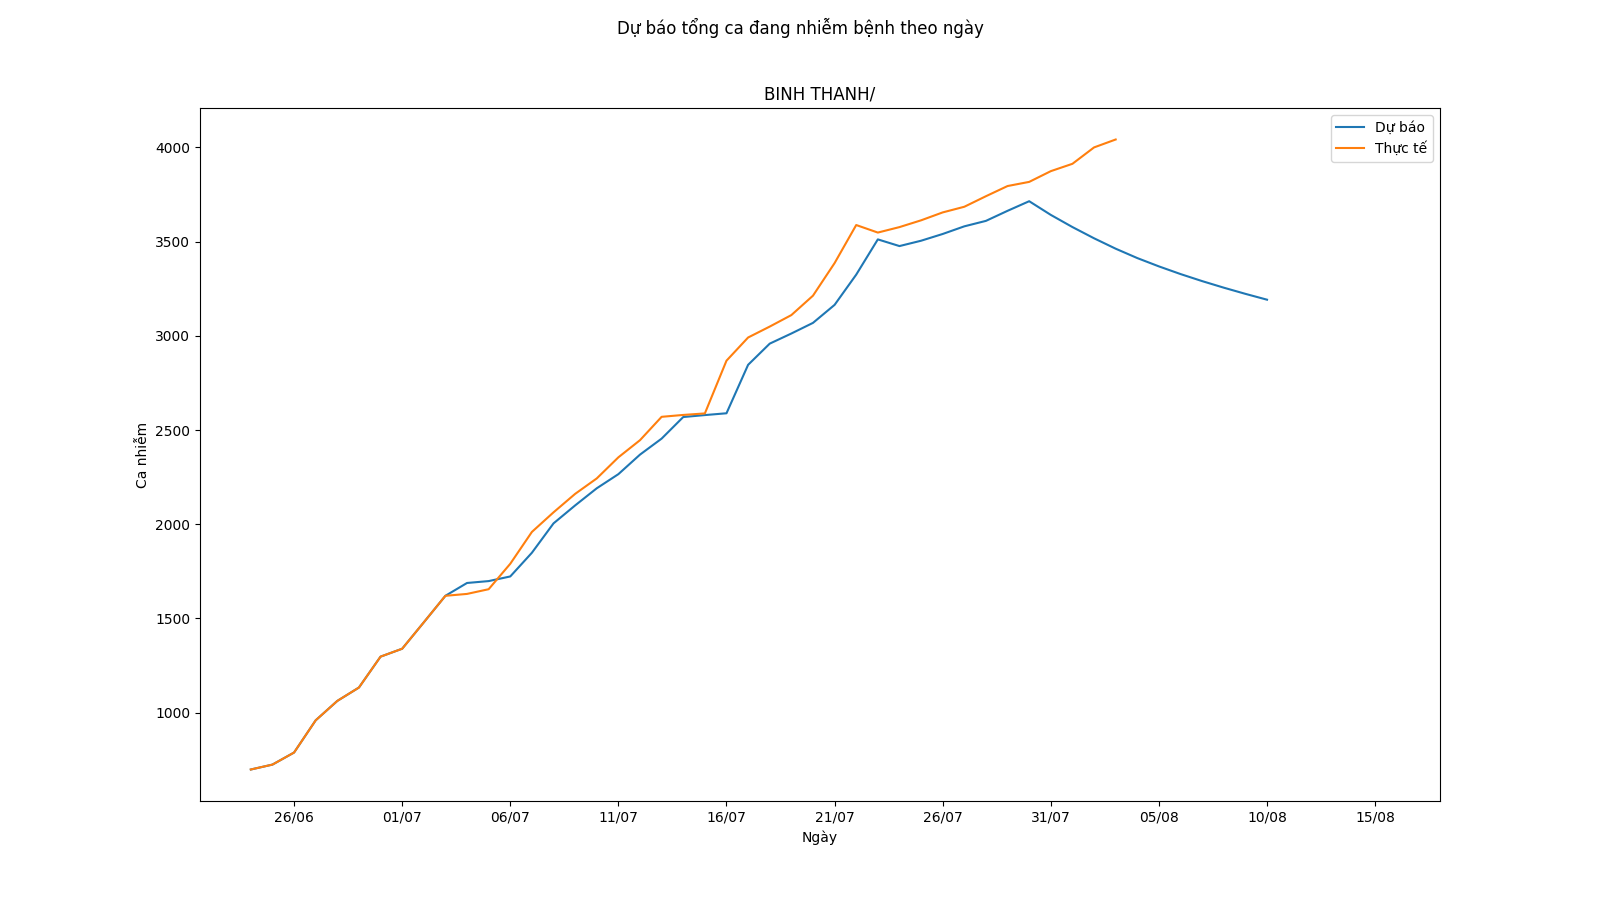 Dự báo tổng ca đang nhiễm bệnh theo ngày
BINH THANH/
Dự báo
Thực tế
Ca nhiễm
4000
3500
3000
2500
2000
1500
1000
26/06 01/07 06/07 11/07 16/07 21/07 26/07 31/07 05/08 10/08 15/08
Ngày